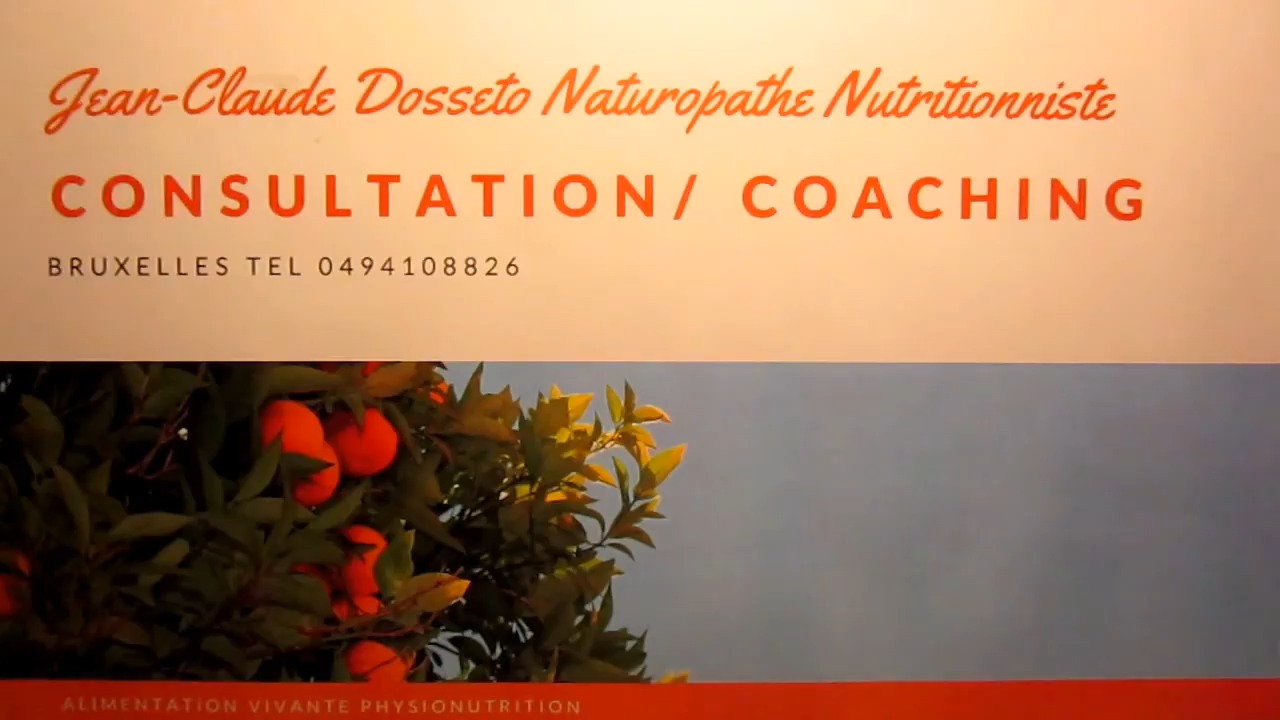 Jean-Claude Dosseto Naturopathe Nutritionniste
CONSULTATION/ COACHING
BRUXELLES TEL 0494108826
ALIMENTATION VIVANTE PHYSIONUTRITION